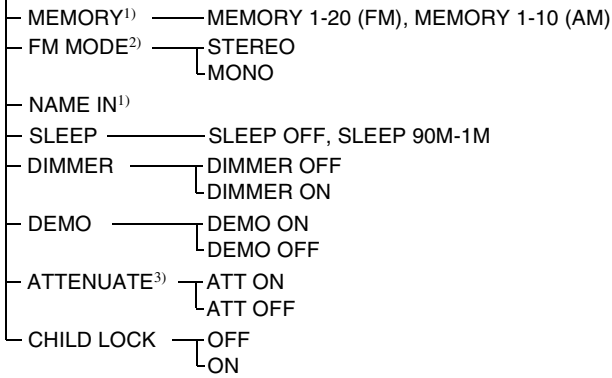 MEMORY1) MEMORY 1-20 (FM), MEMORY 1-10 (AM)
FM MODE2) STEREO
MONO
NAME IN1)
SLEEP SLEEP OFF, SLEEP 90M-1M
DIMMER DIMMER OFF
DIMMER ON
DEMO DEMO ON
DEMO OFF
ATTENUATE3) ATT ON
ATT OFF
CHILD LOCK OFF
ON